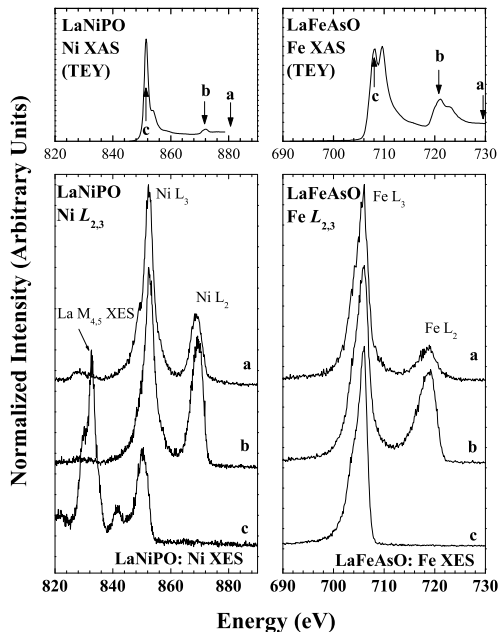 LaNiPO
Ni XAS
(TEY)
b
a
c
820 840 860 880
LaFeAsO
Fe XAS
(TEY)
b
a
c
690 700 710 720 730
Normalized Intensity (Arbitrary Units)
LaNiPO
Ni L2,3
Ni L3
La M4,5 XES
Ni L2
a
b
c
LaNiPO: Ni XES
820 840 860 880
LaFeAsO
Fe L2,3
Fe L3
Fe L2
a
b
c
LaFeAsO: Fe XES
690 700 710 720 730
Energy (eV)